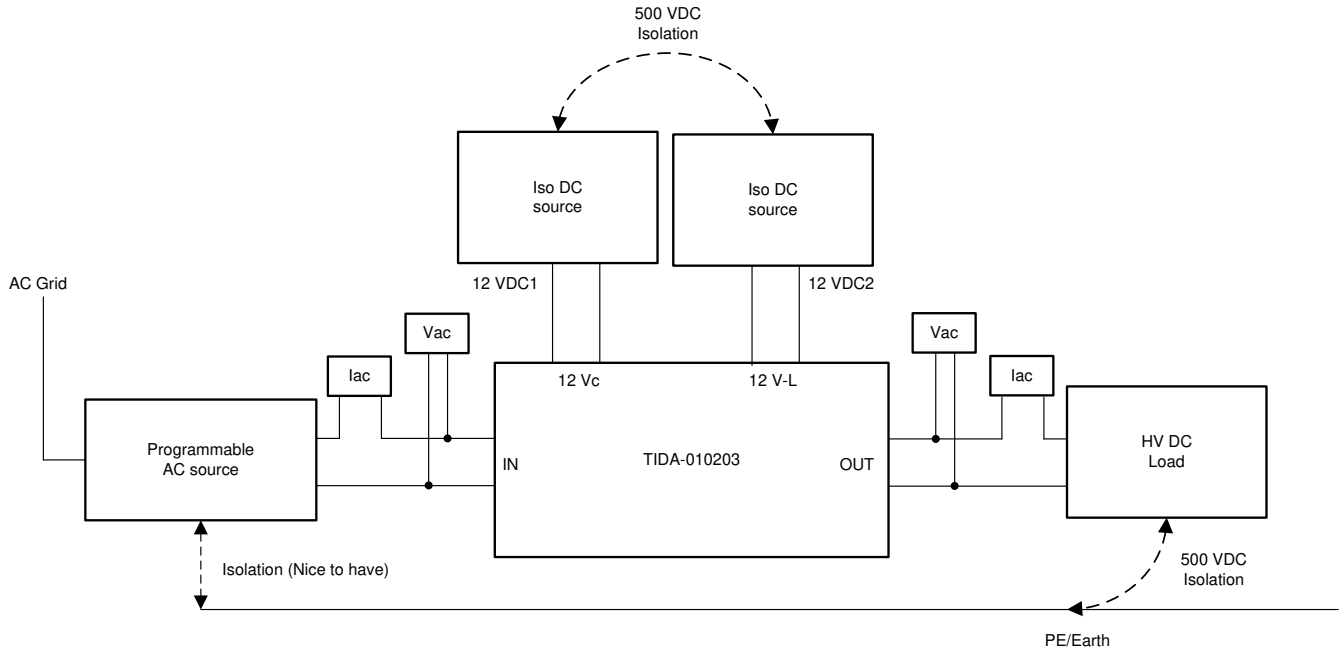 500 VDC
Isolation
Iso DC
source
Iso DC
source
12 VDC1
12 VDC2
AC Grid
Vac
Vac
Iac
Iac
12 Vc
12 V-L
Programmable
AC source
IN
TIDA-010203
OUT
HV DC
Load
Isolation (Nice to have)
500 VDC
Isolation
PE/Earth